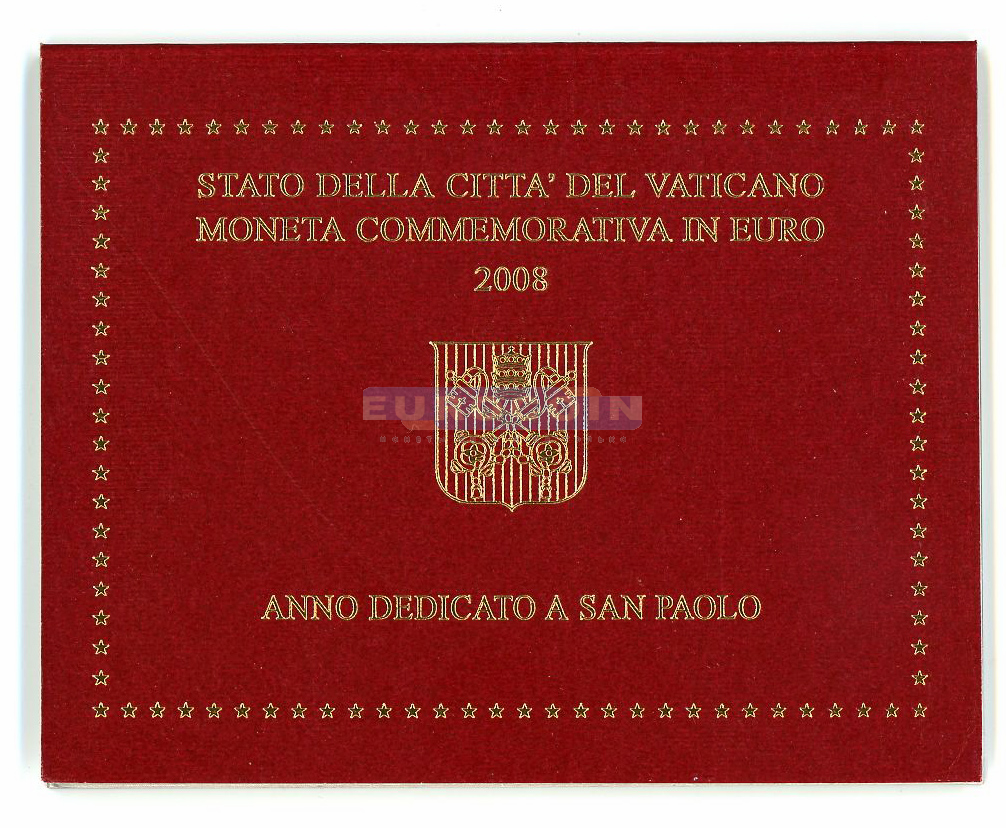 STATO DELLA CITTA' DEL VATICANO
MONETA COMMEMORATIVA IN EURO
2008
ANNO DEDICATO A SAN PAOLO